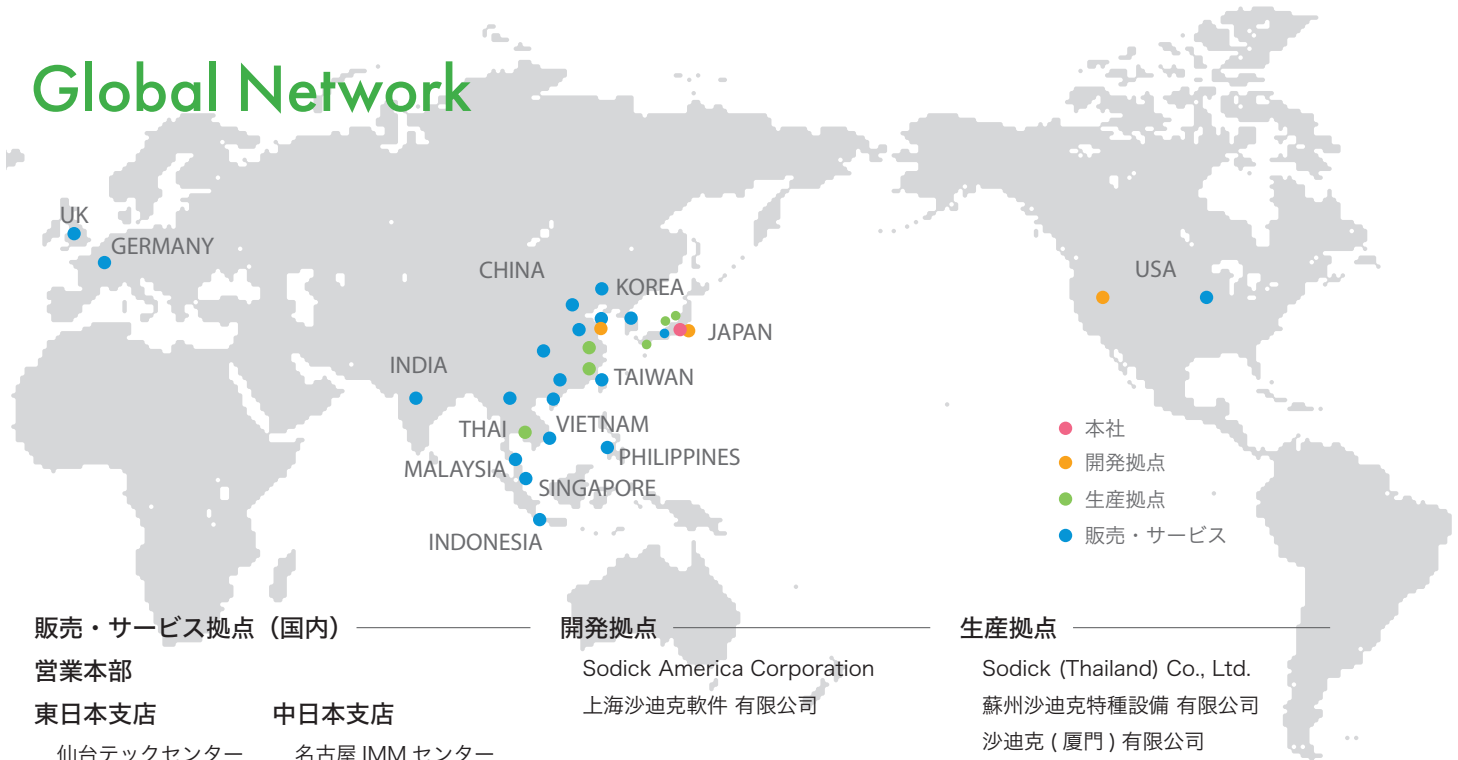 Global Network
UK
GERMANY
CHINA
KOREA
USA
JAPAN
INDIA
TAIWAN
THAI
VIETNAM
PHILIPPINES
MALAYSIA
SINGAPORE
INDONESIA
本社
開発拠点
生産拠点
販売・サービス
販売・サービス拠点（国内）
営業本部
東日本支店
仙台テックセンター
中日本支店
名古屋 IMM センター
開発拠点
Sodick America Corporation
上海沙迪克軟件 有限公司
生産拠点
Sodick (Thailand) Co., Ltd.
蘇州沙迪克特種設備 有限公司
沙迪克 ( 厦門 ) 有限公司